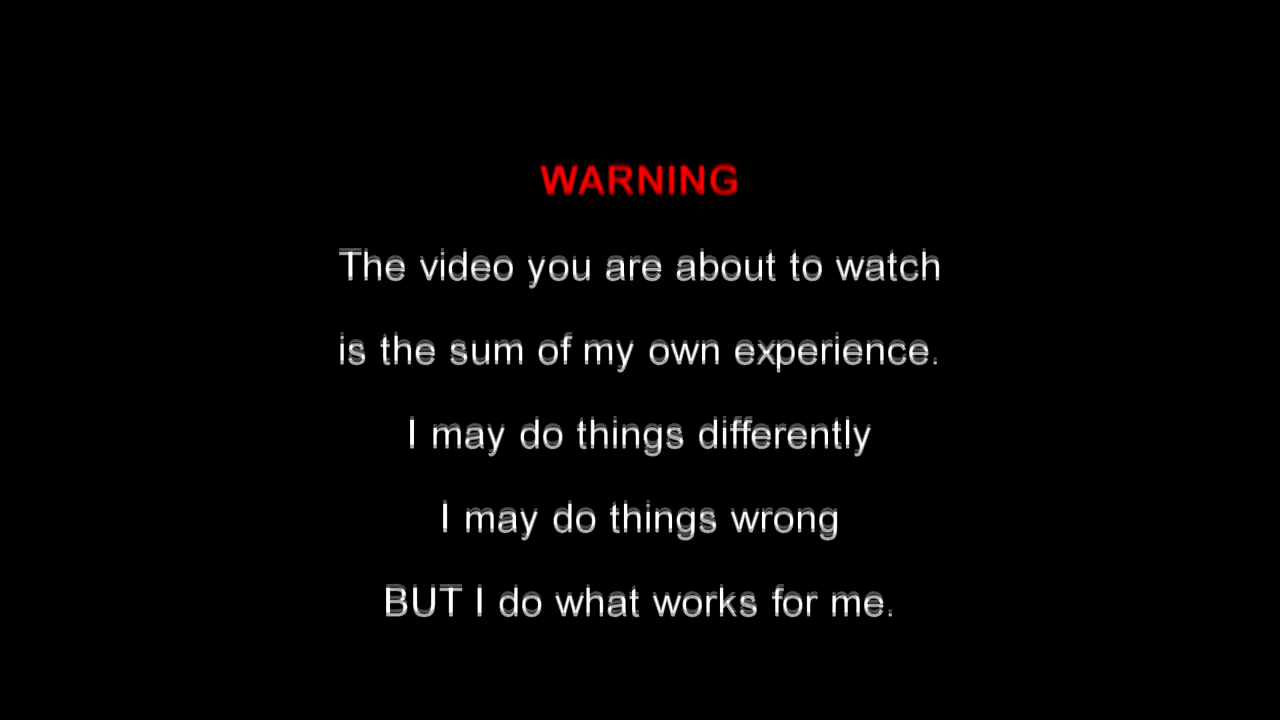 WARNING
The video you are about to watch
is the sum of my own experience.
I may do things differently
I may do things wrong
BUT I do what works for me.